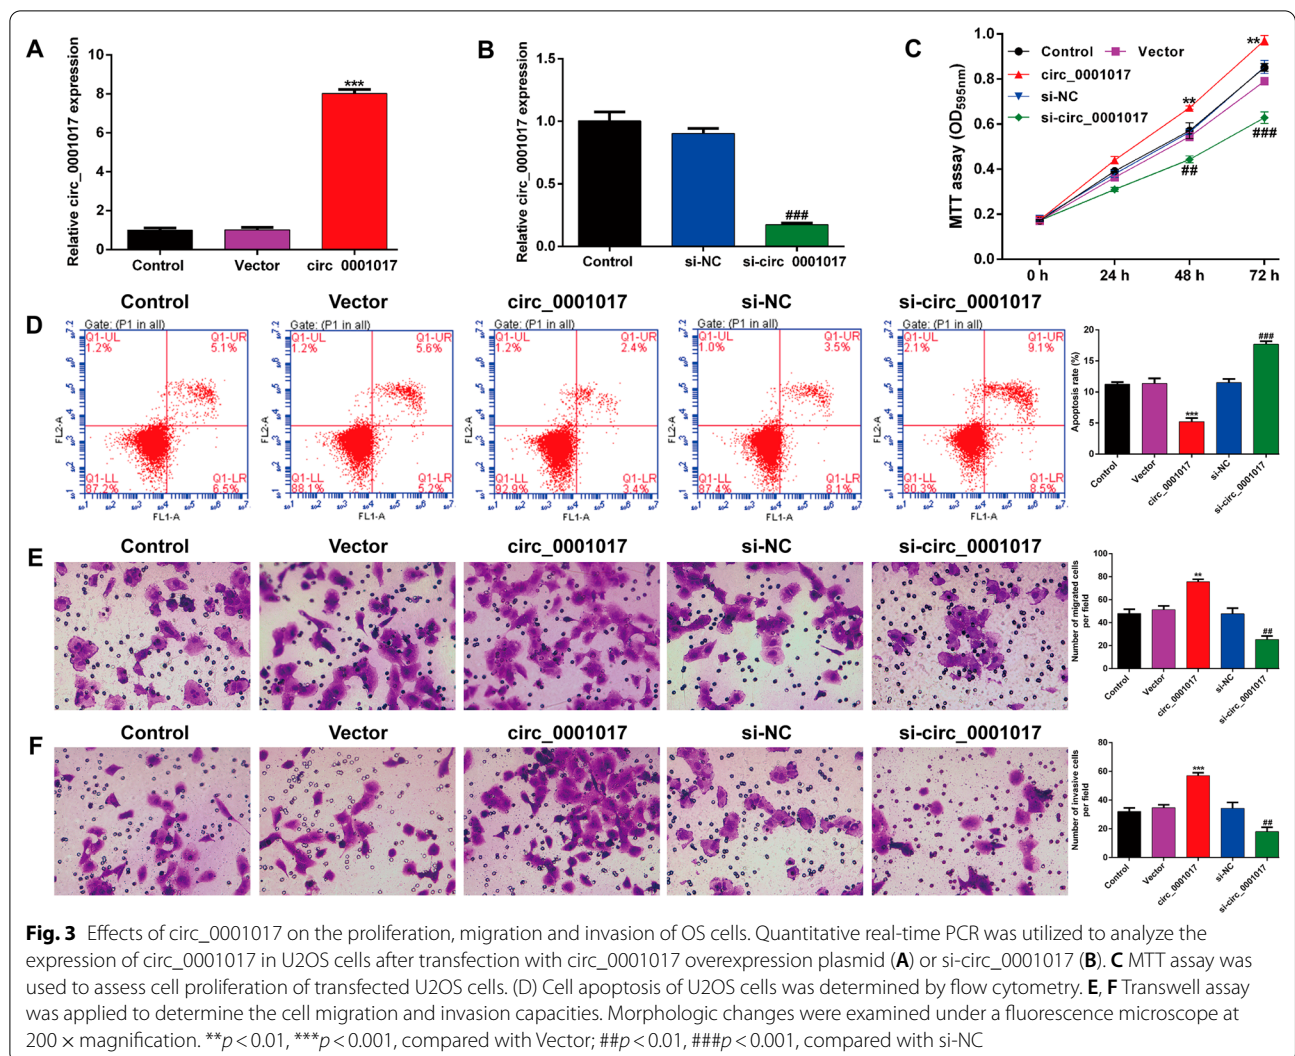 A
Relative circ_0001017 expression
10
8
6
4
2
0
***
Control
Vector
circ_0001017
B
Relative circ_0001017 expression
1.5
1.0
0.5
0.0
###
Control
si-NC
si-circ_0001017
C
MTT assay (OD595nm)
1.0
0.8
0.6
0.4
0.2
Control
Vector
circ_0001017
si-NC
si-circ_0001017
**
**
##
###
0 h
24 h
48 h
72 h
D
Control
Vector
circ_0001017
si-NC
si-circ_0001017
Gate: (P1 in all)
Q1-UL
1.2%
Q1-UR
5.1%
Q1-LL
87.2%
Q1-LR
6.5%
FL2-A
FL1-A
Gate: (P1 in all)
Q1-UL
1.2%
Q1-UR
5.6%
Q1-LL
88.1%
Q1-LR
5.2%
FL2-A
FL1-A
Gate: (P1 in all)
Q1-UL
1.2%
Q1-UR
2.4%
Q1-LL
92.9%
Q1-LR
3.4%
FL2-A
FL1-A
Gate: (P1 in all)
Q1-UL
1.0%
Q1-UR
3.5%
Q1-LL
87.4%
Q1-LR
8.1%
FL2-A
FL1-A
Gate: (P1 in all)
Q1-UL
2.1%
Q1-UR
9.1%
Q1-LL
80.3%
Q1-LR
8.5%
FL2-A
FL1-A
Apoptosis rate (%)
20
15
10
5
0
***
###
Control
Vector
circ_0001017
si-NC
si-circ_0001017
E
Control
Vector
circ_0001017
si-NC
si-circ_0001017
Number of migrated cells
per field
100
80
60
40
20
0
**
##
Control
Vector
circ_0001017
si-NC
si-circ_0001017
F
Control
Vector
circ_0001017
si-NC
si-circ_0001017
Number of invasive cells
per field
80
60
40
20
0
***
##
Control
Vector
circ_0001017
si-NC
si-circ_0001017
Fig. 3 Effects of circ_0001017 on the proliferation, migration and invasion of OS cells. Quantitative real-time PCR was utilized to analyze the
expression of circ_0001017 in U2OS cells after transfection with circ_0001017 overexpression plasmid (A) or si-circ_0001017 (B). C MTT assay was
used to assess cell proliferation of transfected U2OS cells. (D) Cell apoptosis of U2OS cells was determined by flow cytometry. E, F Transwell assay
was applied to determine the cell migration and invasion capacities. Morphologic changes were examined under a fluorescence microscope at
200 × magnification. **p < 0.01, ***p < 0.001, compared with Vector; ##p < 0.01, ###p < 0.001, compared with si-NC